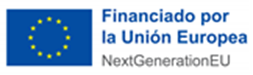 Financiado por
la Unión Europea
NextGenerationEU